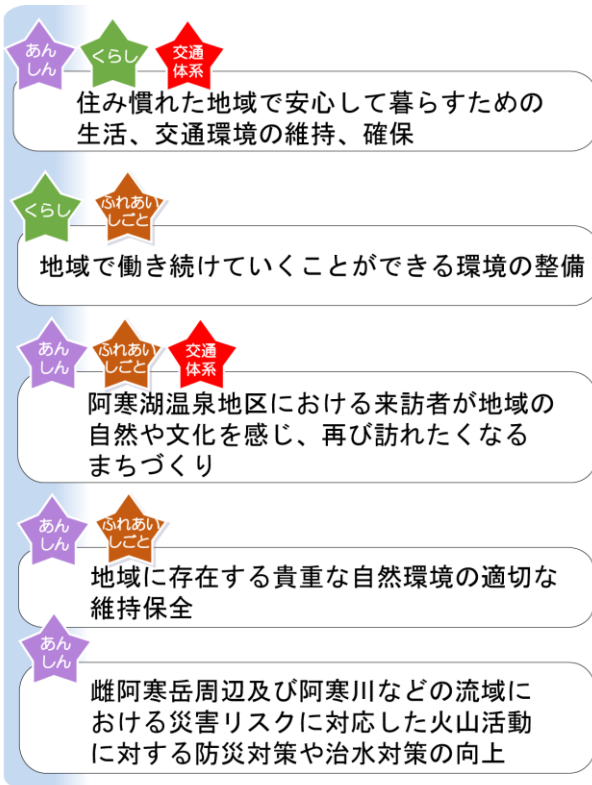 あん
しん
くらし
交通
体系
住み慣れた地域で安心して暮らすための
生活、交通環境の維持、確保
くらし
ふれあい
しごと
地域で働き続けていくことができる環境の整備
あん
しん
ふれあい
しごと
交通
体系
阿寒湖温泉地区における来訪者が地域の
自然や文化を感じ、再び訪れたくなる
まちづくり
あん
しん
ふれあい
しごと
地域に存在する貴重な自然環境の適切な
維持保全
あん
しん
雌阿寒岳周辺及び阿寒川などの流域に
おける災害リスクに対応した火山活動
に対する防災対策や治水対策の向上